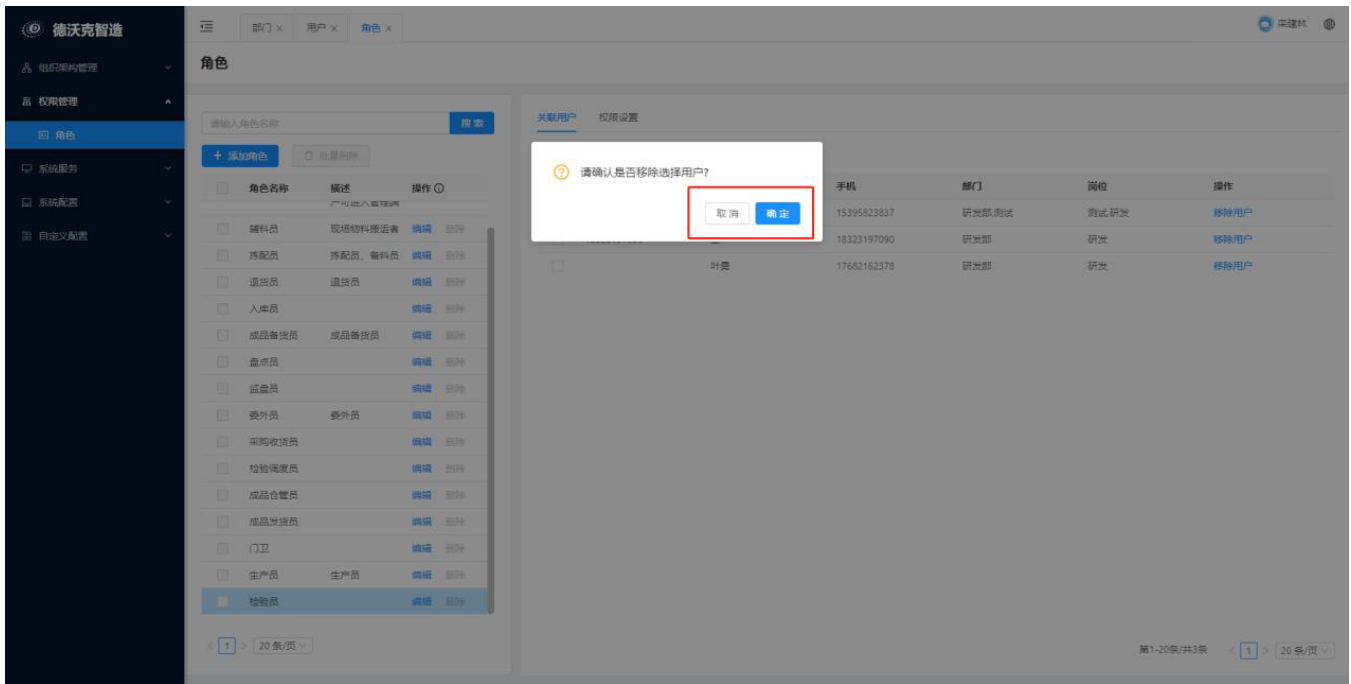 德沃克智造
部门 × 用户 × 角色 ×
角色
组织架构管理
权限管理
角色
系统服务
系统配置
自定义配置
请输入角色名称 搜 索
+ 添加角色 批量删除
角色名称 描述 操作
辅料员 现场物料搬运者 编辑 删除
拣配员 拣配员、备料员 编辑 删除
退货员 退货员 编辑 删除
入库员 编辑 删除
成品备货员 成品备货员 编辑 删除
盘点员 编辑 删除
监盘员 编辑 删除
委外员 委外员 编辑 删除
采购收货员 编辑 删除
检验调度员 编辑 删除
成品仓管员 编辑 删除
成品发货员 编辑 删除
门卫 编辑 删除
生产员 生产员 编辑 删除
检验员 编辑 删除
< 1 > 20 条/页
关联用户 权限设置
请确认是否移除选择用户?
取 消 确 定
手机 部门 岗位 操作
15395823837 研发部,测试 测试,研发 移除用户
18323197090 研发部 研发 移除用户
17682162378 研发部 研发 移除用户
第1-20条/共3条 < 1 > 20 条/页